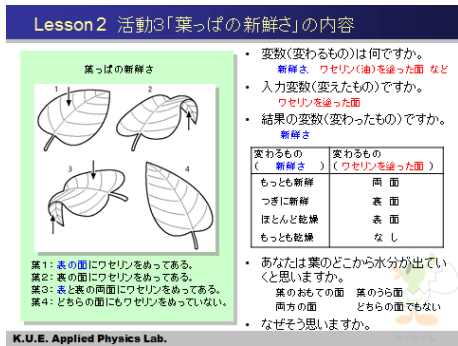 Lesson2 活動3「葉っぱの新鮮さ」の内容
葉っぱの新鮮さ
1
2
3
4
葉1:表の面にワセリンをぬってある。
葉2:裏の面にワセリンをぬってある。
葉3:表と裏の両面にワセリンをぬってある。
葉4:どちらの面にもワセリンをぬっていない。
• 変数(変わるもの)は何ですか。
新鮮さ、ワセリン(油)を塗った面 など
• 入力変数(変えたもの)ですか。
ワセリンを塗った面
• 結果の変数(変わったもの)ですか。
新鮮さ
変わるもの 変わるもの
( 新鮮さ ) ( ワセリンを塗った面 )
もっとも新鮮 両 面
つぎに新鮮 裏 面
ほとんど乾燥 表 面
もっとも乾燥 な し
• あなたは葉のどこから水分が出てい
くと思いますか。
葉のおもての面 葉のうら面
両方の面 どちらの面でもない
• なぜそう思いますか。
K.U.E. Applied Physics Lab.